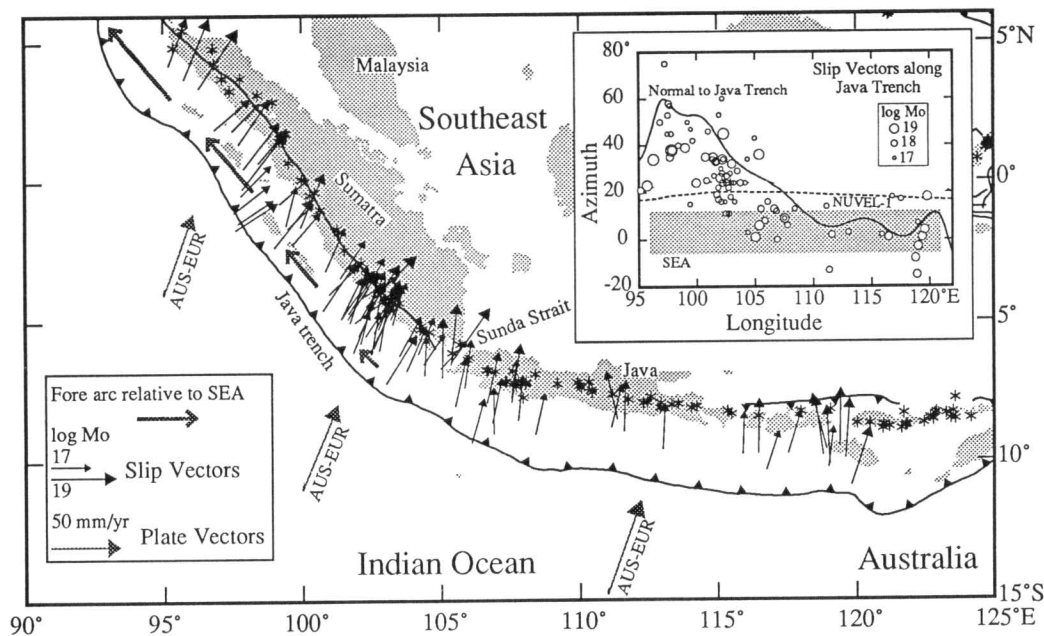 5°N
Malaysia
Southeast
Asia
Sumatra
0°
AUS-EUR
Java trench
Sunda Strait
5°
Java
AUS-EUR
10°
AUS-EUR
Indian Ocean
Australia
15°S
90°
95°
100°
105°
110°
115°
120°
125°E
Fore arc relative to SEA
log Mo
17
19
Slip Vectors
50 mm/yr
Plate Vectors
80°
60
40
20
0
-20
Azimuth
Normal to Java Trench
Slip Vectors along
Java Trench
log Mo
19
18
17
NUVEL-1
SEA
95
100
105
110
115
120°E
Longitude